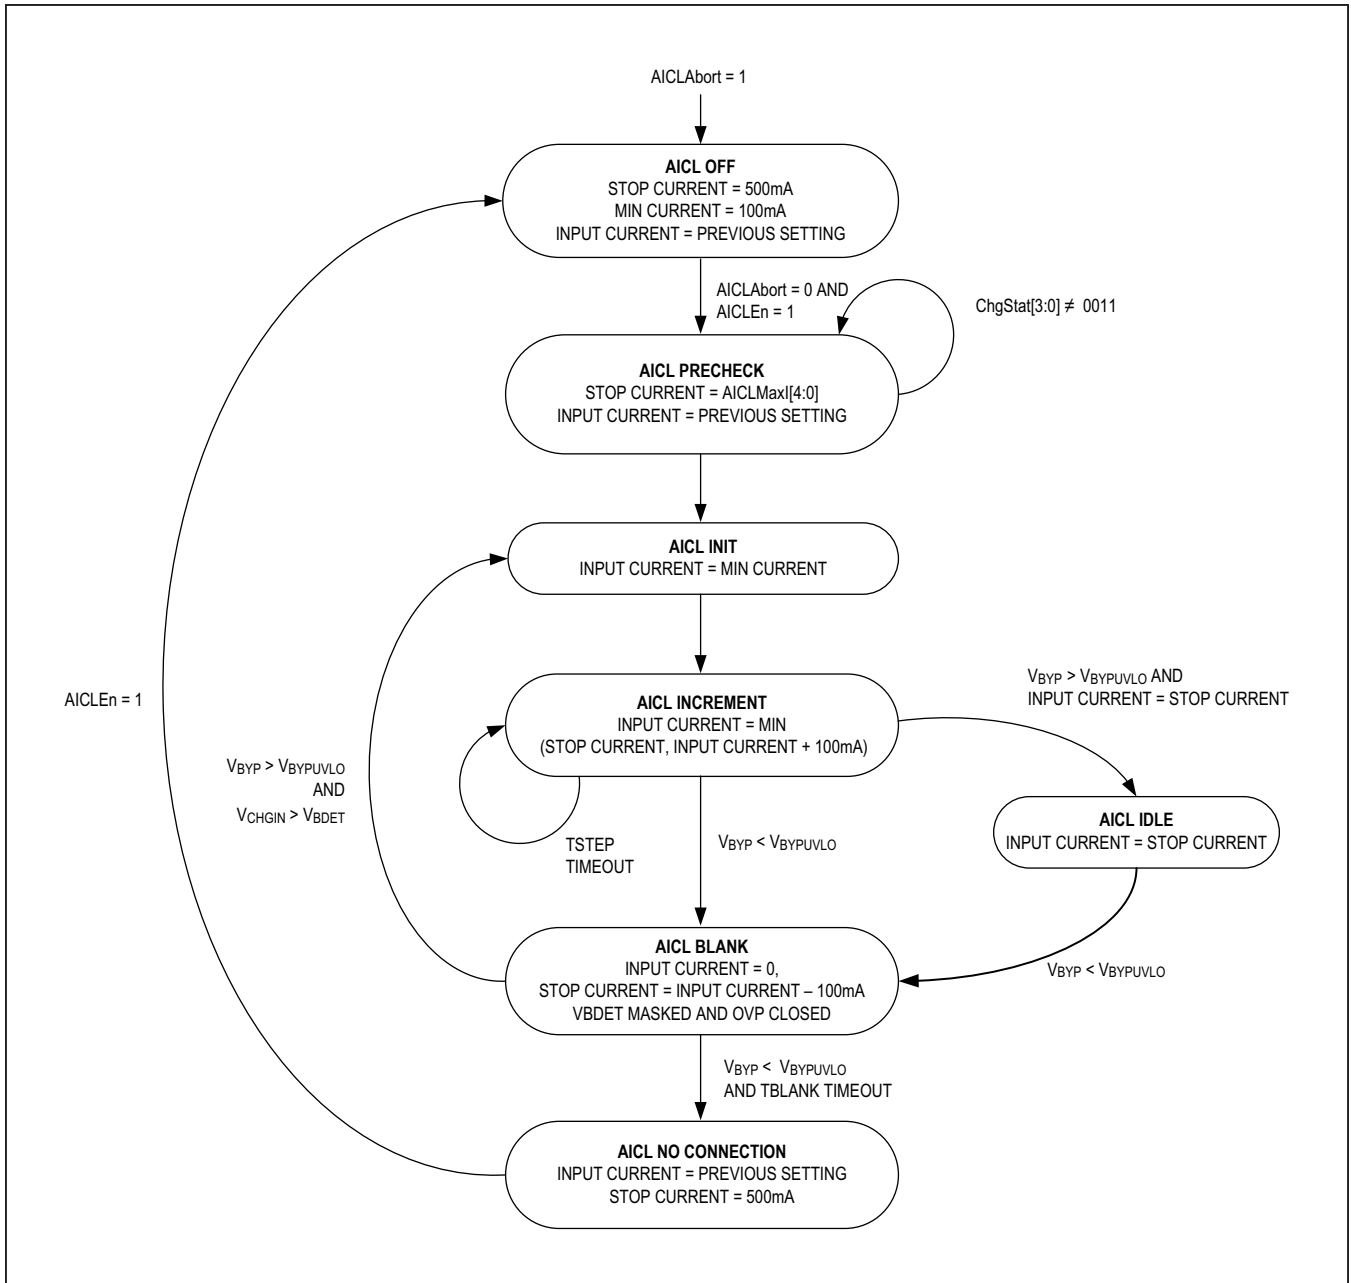 AICLAbort = 1
AICL OFF
STOP CURRENT = 500mA
MIN CURRENT = 100mA
INPUT CURRENT = PREVIOUS SETTING
AICLAbort = 0 AND
AICLEn = 1
ChgStat[3:0] ≠ 0011
AICL PRECHECK
STOP CURRENT = AICLMaxI[4:0]
INPUT CURRENT = PREVIOUS SETTING
AICL INIT
INPUT CURRENT = MIN CURRENT
AICLEn = 1
VBYP > VBYPUVLO
AND
VCHGIN > VBDET
AICL INCREMENT
INPUT CURRENT = MIN
(STOP CURRENT, INPUT CURRENT + 100mA)
VBYP > VBYPUVLO AND
INPUT CURRENT = STOP CURRENT
TSTEP
TIMEOUT
VBYP < VBYPUVLO
AICL IDLE
INPUT CURRENT = STOP CURRENT
VBYP < VBYPUVLO
AICL BLANK
INPUT CURRENT = 0,
STOP CURRENT = INPUT CURRENT – 100mA
VBDET MASKED AND OVP CLOSED
VBYP < VBYPUVLO
AND TBLANK TIMEOUT
AICL NO CONNECTION
INPUT CURRENT = PREVIOUS SETTING
STOP CURRENT = 500mA